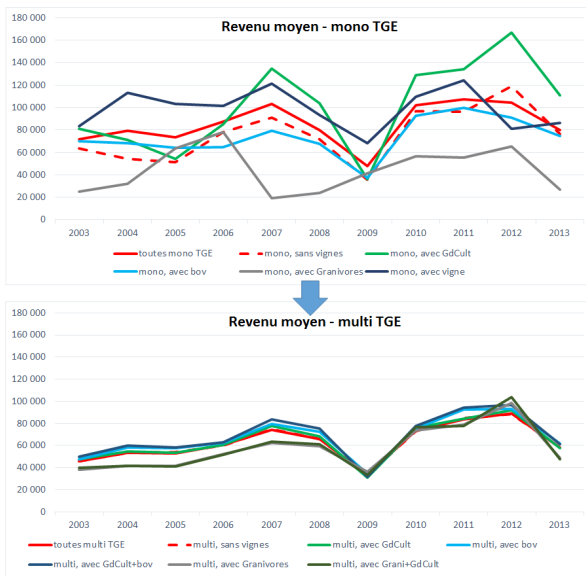 Revenu moyen - mono TGE
180 000
160 000
140 000
120 000
100 000
80 000
60 000
40 000
20 000
0
2003 2004 2005 2006 2007 2008 2009 2010 2011 2012 2013
toutes mono TGE mono, sans vignes mono, avec GdCult
mono, avec bov mono, avec Granivores mono, avec vigne
Revenu moyen - multi TGE
180 000
160 000
140 000
120 000
100 000
80 000
60 000
40 000
20 000
0
2003 2004 2005 2006 2007 2008 2009 2010 2011 2012 2013
toutes multi TGE multi, sans vignes multi, avec GdCult multi, avec bov
multi, avec GdCult+bov multi, avec Granivores multi, avec Grani+GdCult